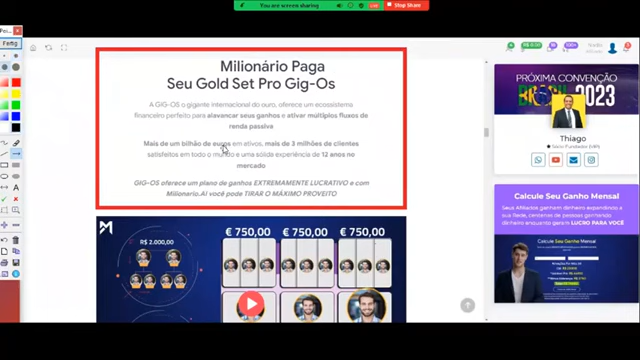 You are screen sharing
Stop Share
Fertig
Milionário Paga
Seu Gold Set Pro Gig-Os
A GIG-OS o gigante internacional do ouro, oferece um ecossistema
financeiro perfeito para alavancar seus ganhos e ativar múltiplos fluxos de
renda passiva
Mais de um bilhão de euros em ativos, mais de 3 milhões de clientes
satisfeitos em todo o mundo e uma sólida experiência de 12 anos no
mercado
GIG-OS oferece um plano de ganhos EXTREMAMENTE LUCRATIVO e com
Milionario.AI você pode TIRAR O MÁXIMO PROVEITO
R$ 2.000,00
€ 750,00 € 750,00 € 750,00
PRÓXIMA CONVENÇÃO
BRASIL 2023
Thiago
Sócio Fundador (VIP)
Calcule Seu Ganho Mensal
Seus Afiliados ganham dinheiro expandindo a
sua rede, centenas de pessoas gerando
dinheiro enquanto geram LUCRO PARA VOCÊ
Calcule Seu Ganho Mensal